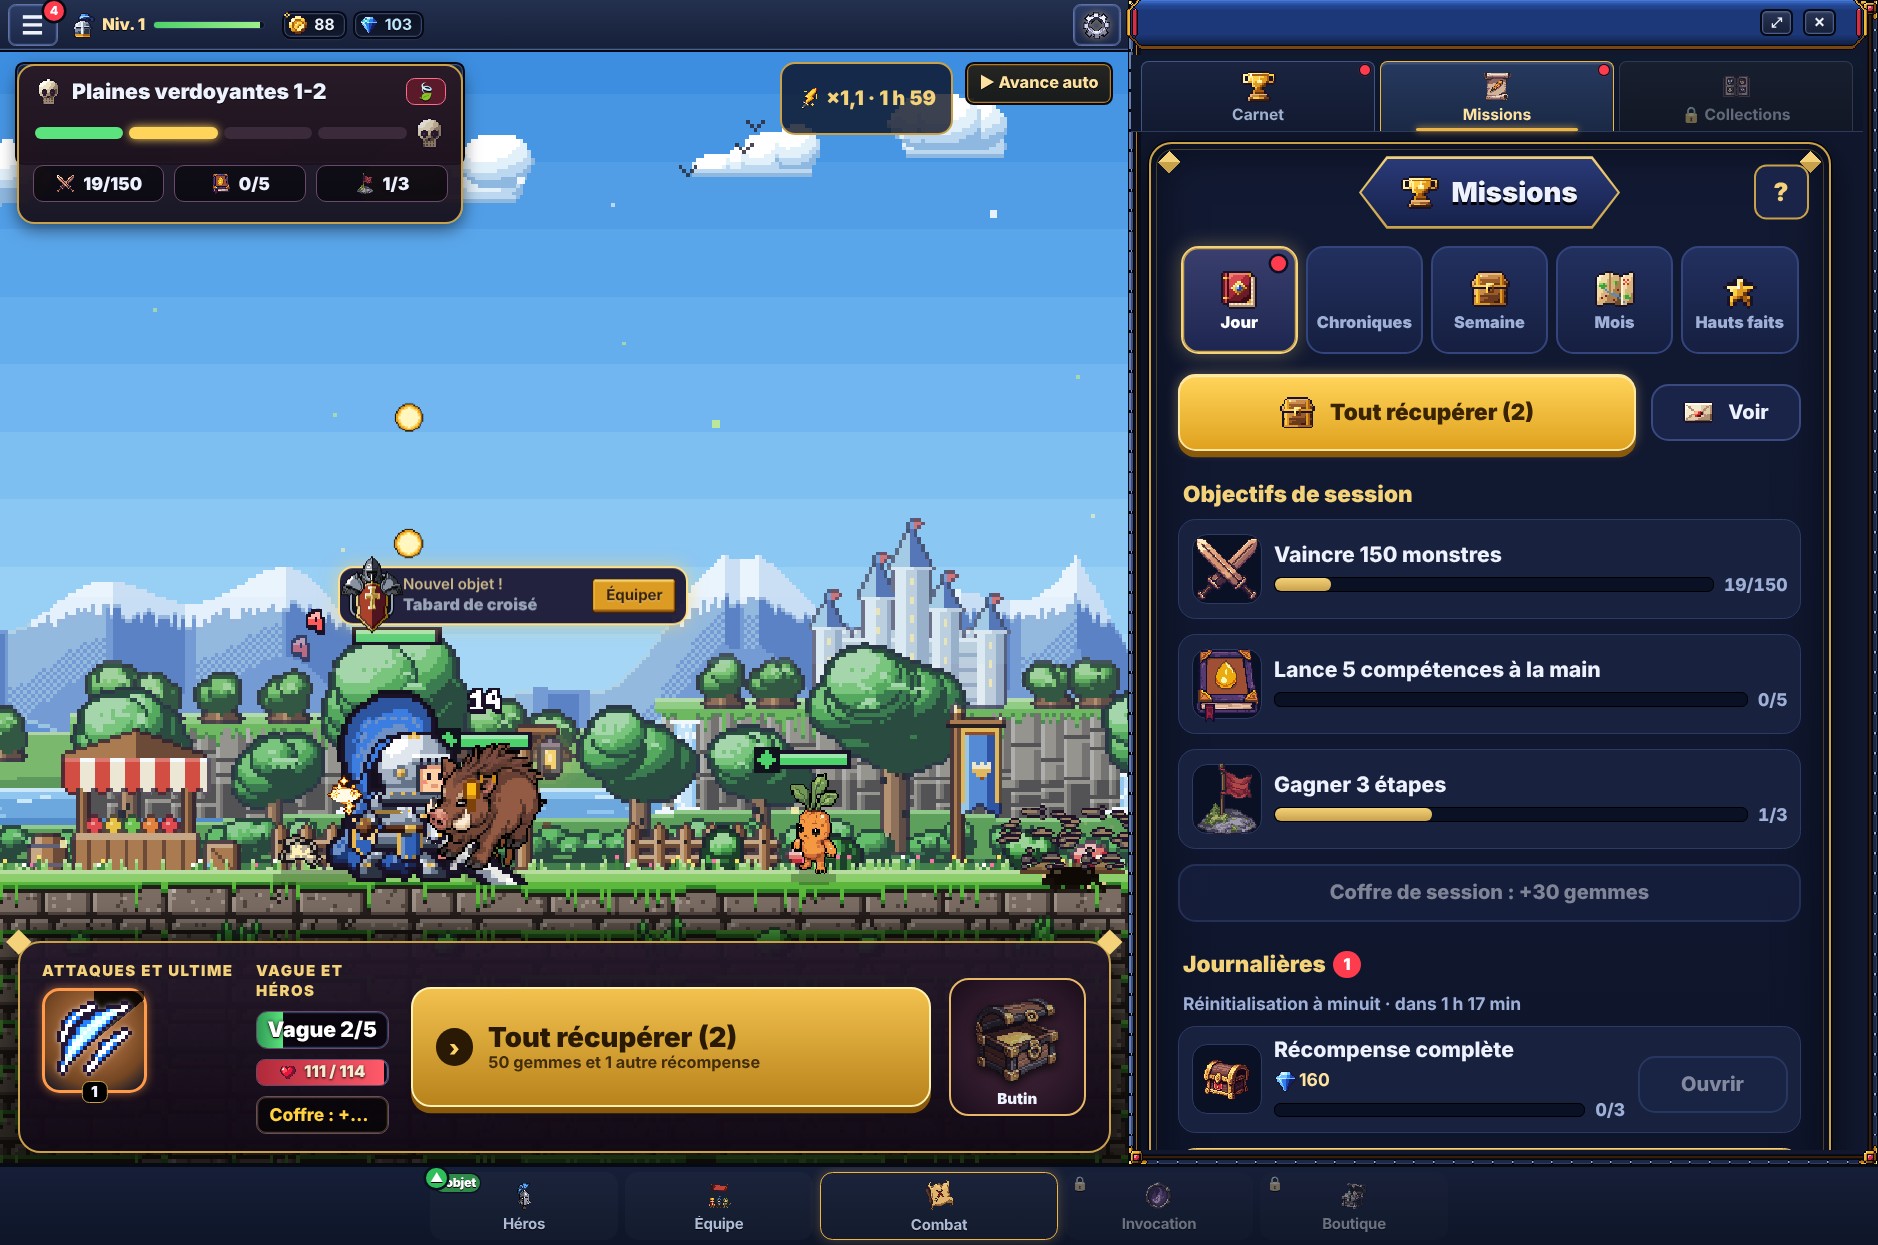 4
Niv. 1
88
103
Plaines verdoyantes 1-2
19/150
0/5
1/3
×1,1 · 1 h 59
Avance auto
Nouvel objet !
Tabard de croisé
Équiper
4
4
14
ATTAQUES ET ULTIME
1
VAGUE ET
HÉROS
Vague 2/5
111 / 114
Coffre : +...
Tout récupérer (2)
50 gemmes et 1 autre récompense
Butin
objet
Héros
Équipe
Combat
Invocation
Boutique
Carnet
Missions
Collections
Missions
?
Jour
Chroniques
Semaine
Mois
Hauts faits
Tout récupérer (2)
Voir
Objectifs de session
Vaincre 150 monstres
19/150
Lance 5 compétences à la main
0/5
Gagner 3 étapes
1/3
Coffre de session : +30 gemmes
Journalières 1
Réinitialisation à minuit · dans 1 h 17 min
Récompense complète
160
0/3
Ouvrir